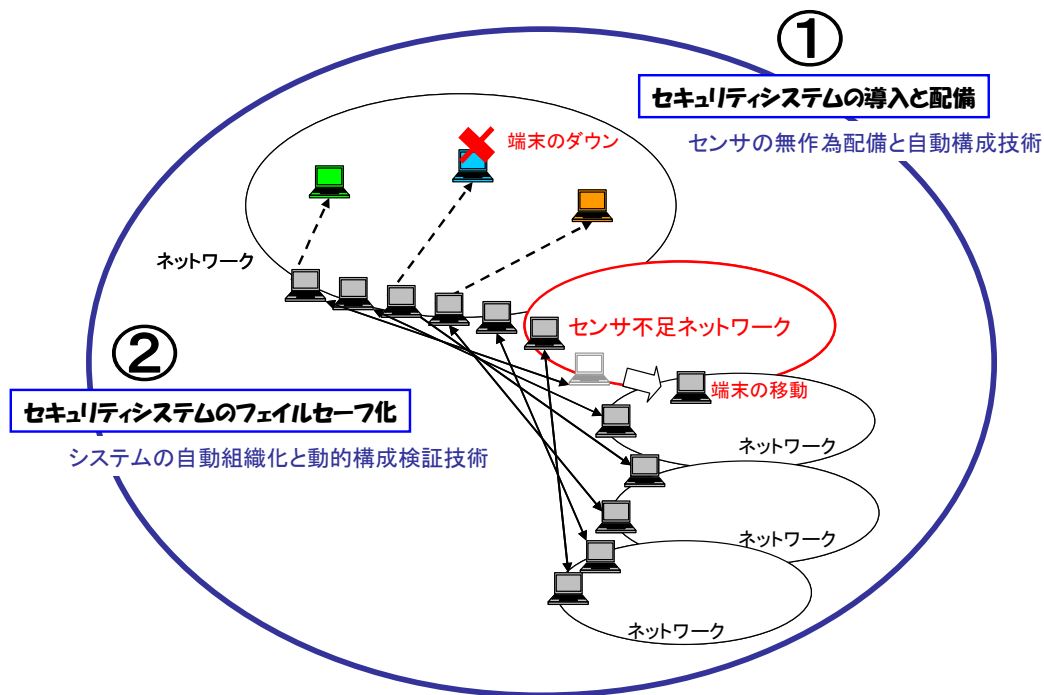 ①
セキュリティシステムの導入と配備
センサの無作為配備と自動構成技術
端末のダウン
ネットワーク
センサ不足ネットワーク
②
端末の移動
セキュリティシステムのフェイルセーフ化
ネットワーク
システムの自動組織化と動的構成検証技術
ネットワーク
ネットワーク